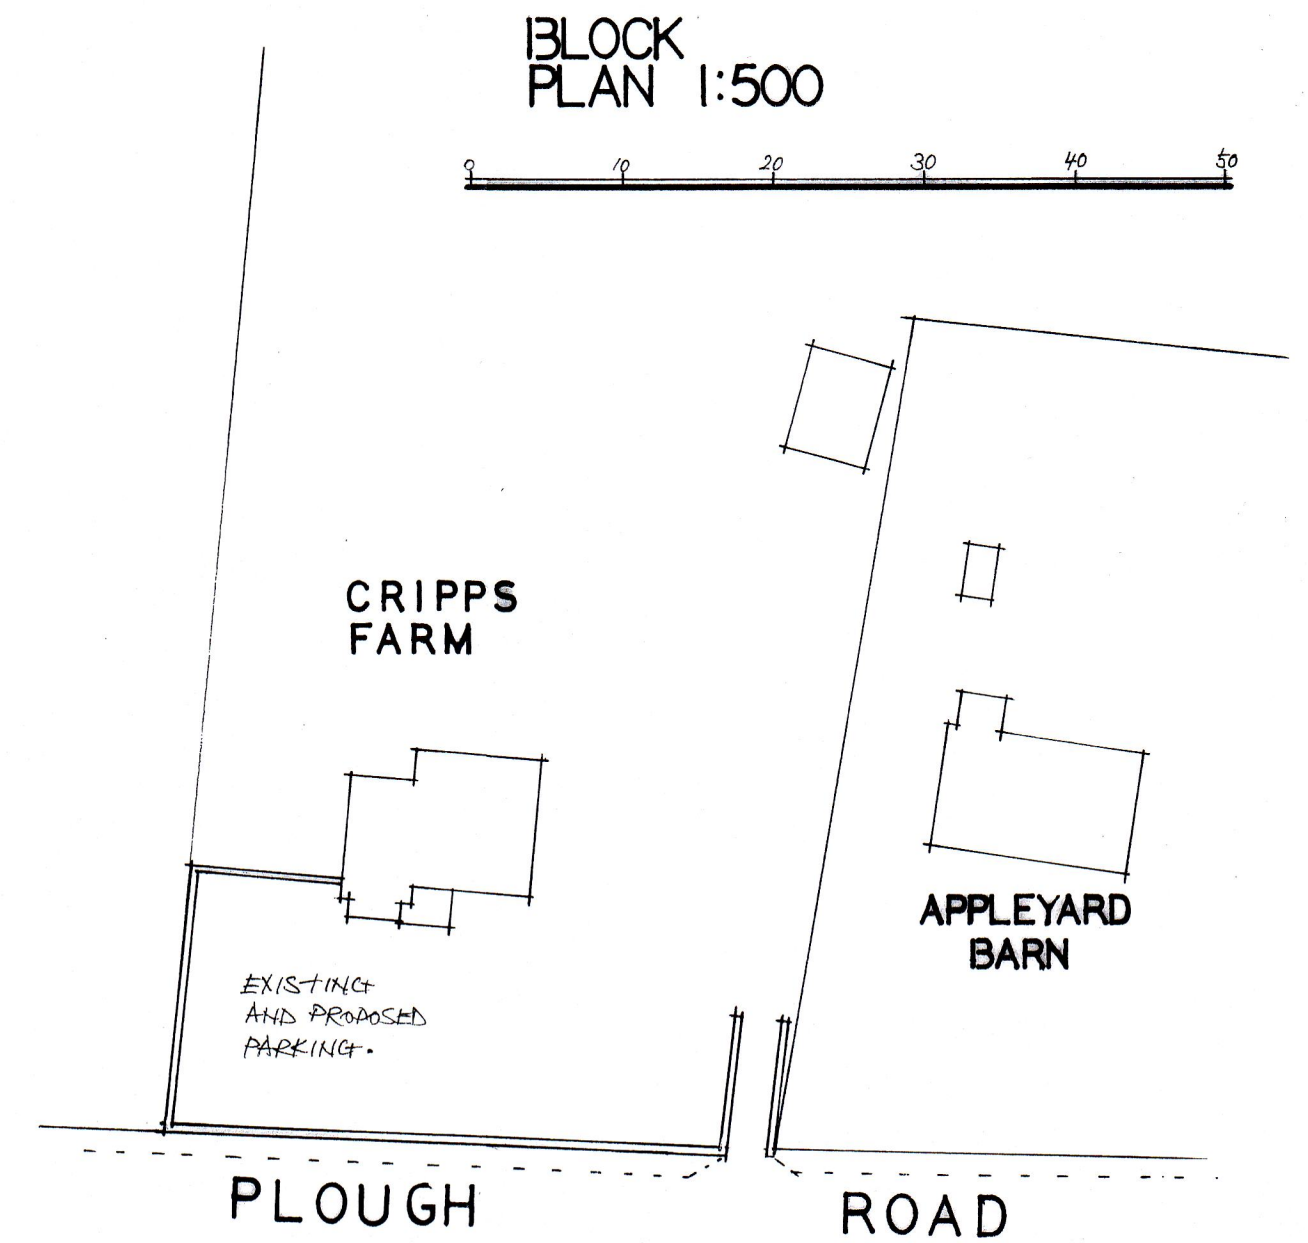 BLOCK
PLAN 1:500
0 10 20 30 40 50
CRIPPS
FARM
APPLEYARD
BARN
EXISTING
AND PROPOSED
PARKING.
PLOUGH ROAD